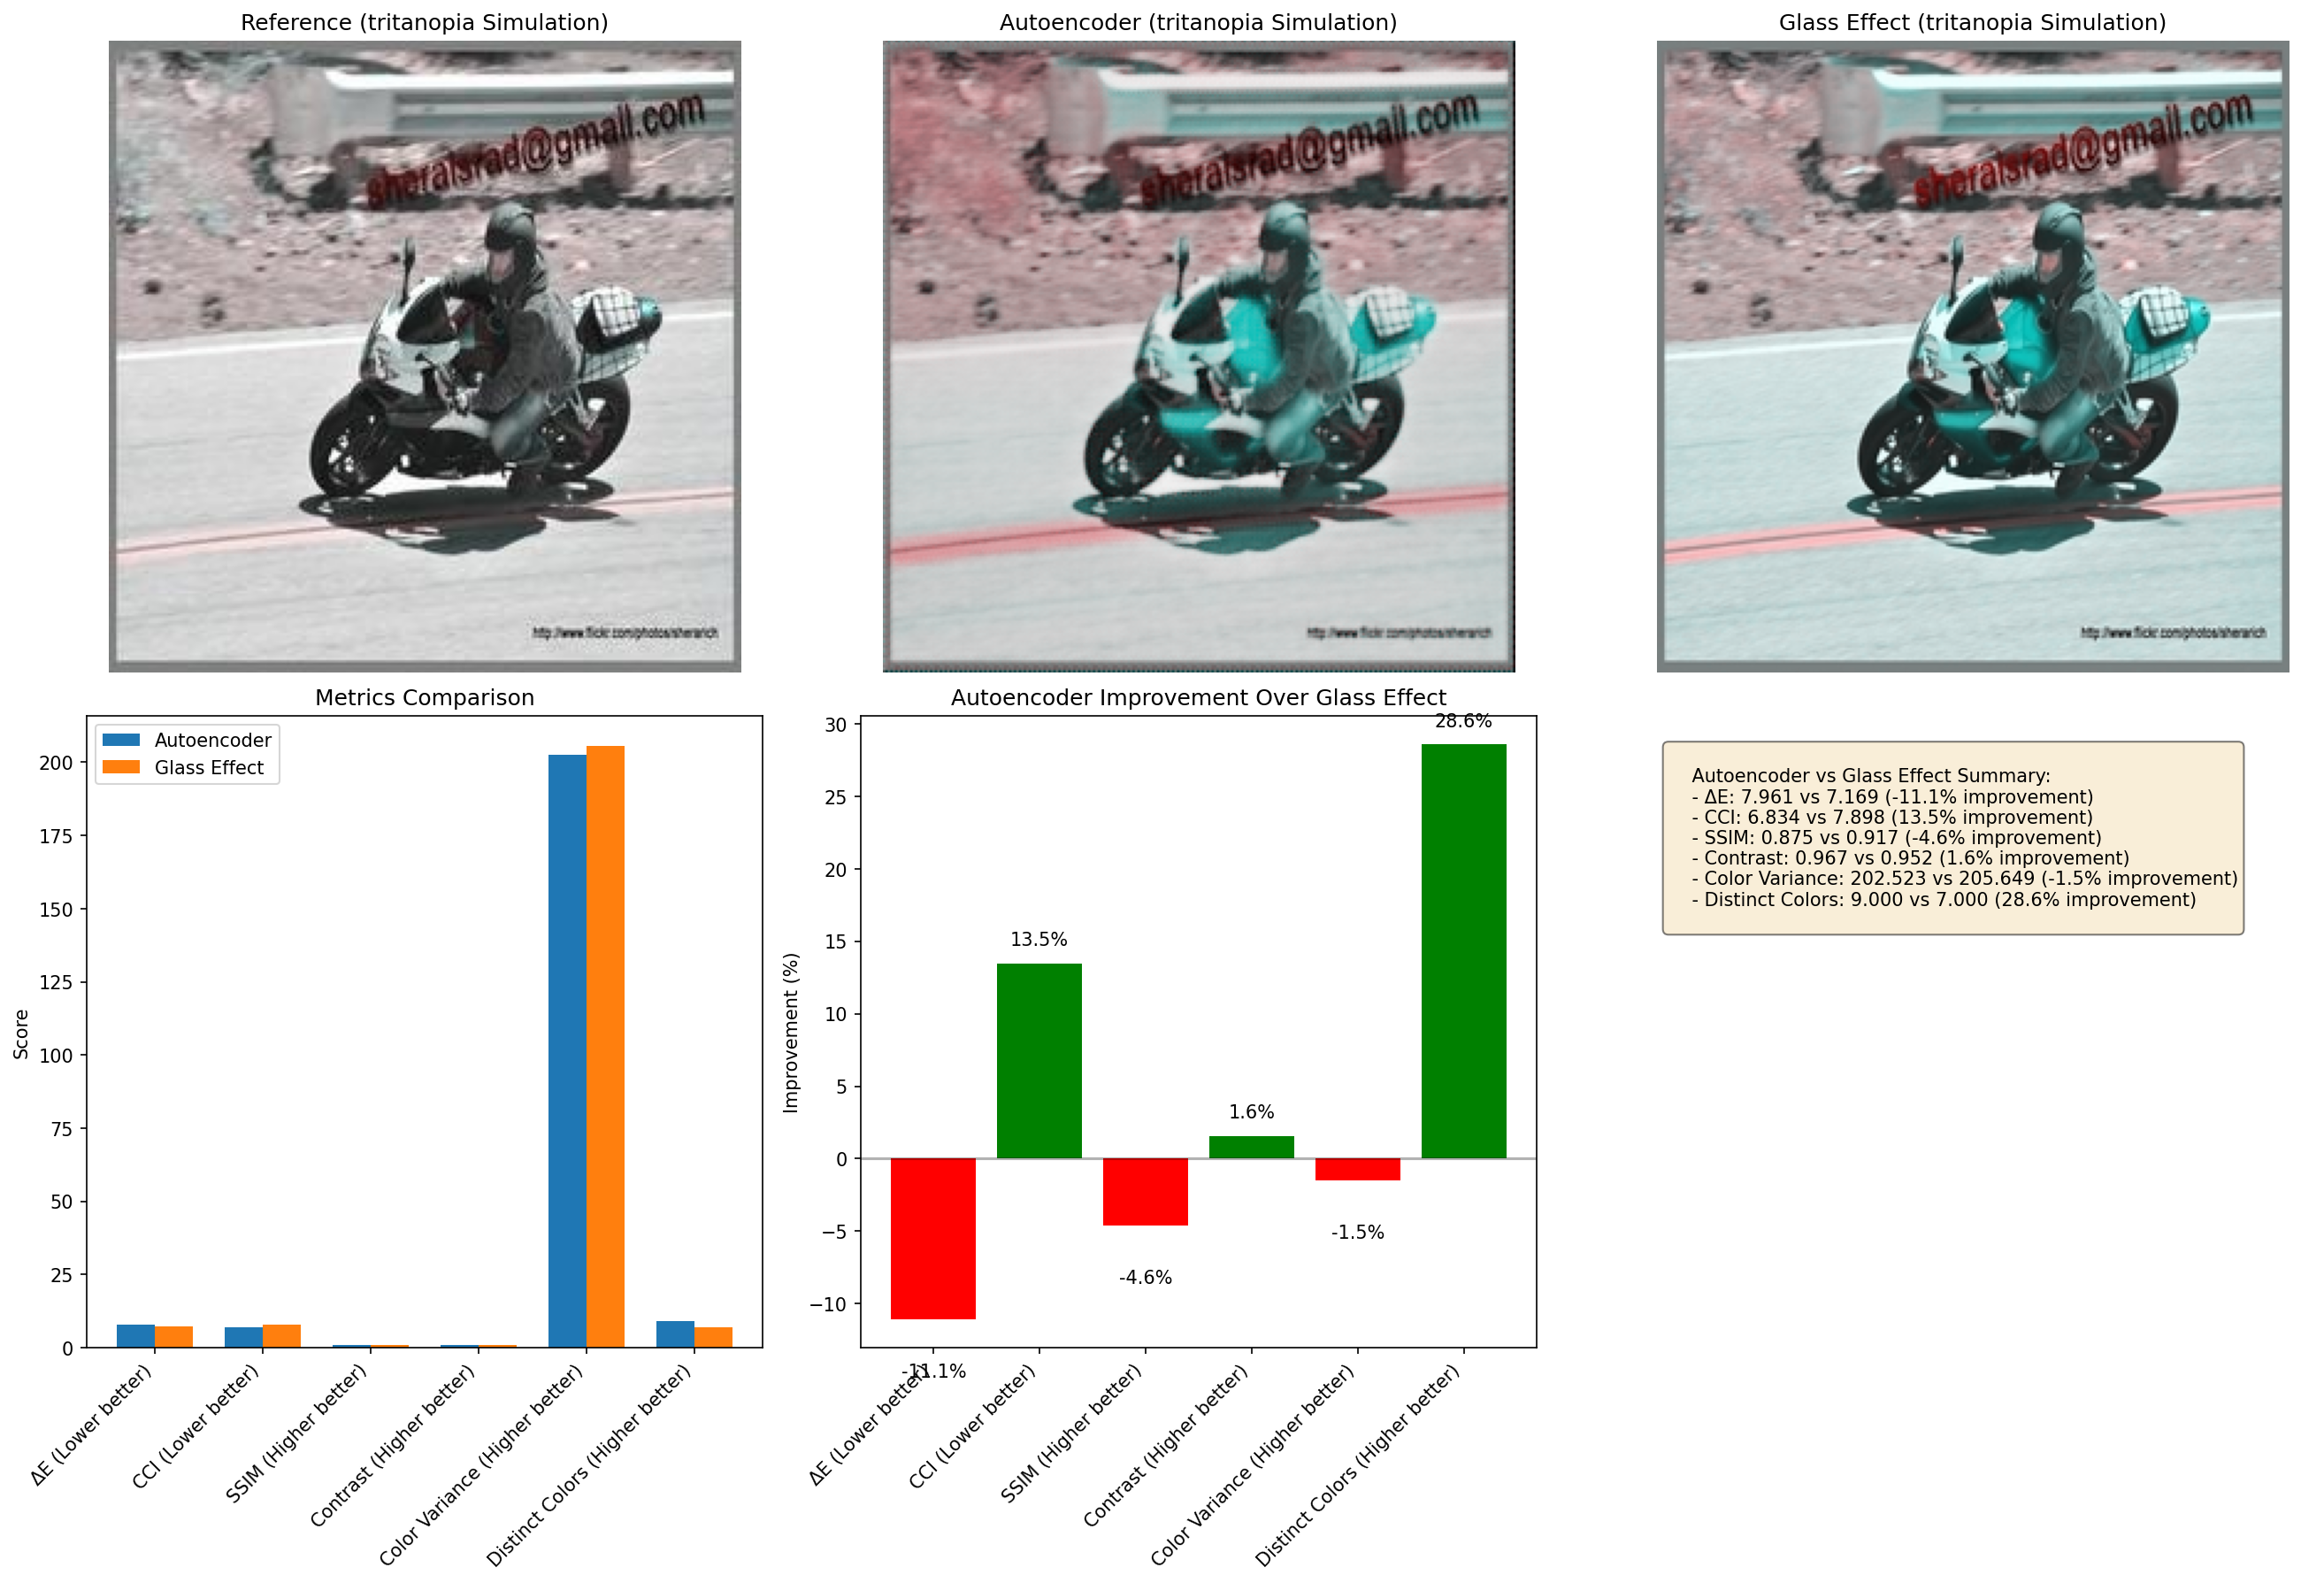 Reference (tritanopia Simulation)
sheralsrad@gmail.com
http://www.flickr.com/photos/sherarich
Autoencoder (tritanopia Simulation)
sheralsrad@gmail.com
http://www.flickr.com/photos/sherarich
Glass Effect (tritanopia Simulation)
sheralsrad@gmail.com
http://www.flickr.com/photos/sherarich
Metrics Comparison
Autoencoder
Glass Effect
Score
200
175
150
125
100
75
50
25
0
ΔE (Lower better)
CCI (Lower better)
SSIM (Higher better)
Contrast (Higher better)
Color Variance (Higher better)
Distinct Colors (Higher better)
Autoencoder Improvement Over Glass Effect
Improvement (%)
30
25
20
15
10
5
0
−5
−10
-11.1%
13.5%
-4.6%
1.6%
-1.5%
28.6%
ΔE (Lower better)
CCI (Lower better)
SSIM (Higher better)
Contrast (Higher better)
Color Variance (Higher better)
Distinct Colors (Higher better)
Autoencoder vs Glass Effect Summary:
- ΔE: 7.961 vs 7.169 (-11.1% improvement)
- CCI: 6.834 vs 7.898 (13.5% improvement)
- SSIM: 0.875 vs 0.917 (-4.6% improvement)
- Contrast: 0.967 vs 0.952 (1.6% improvement)
- Color Variance: 202.523 vs 205.649 (-1.5% improvement)
- Distinct Colors: 9.000 vs 7.000 (28.6% improvement)